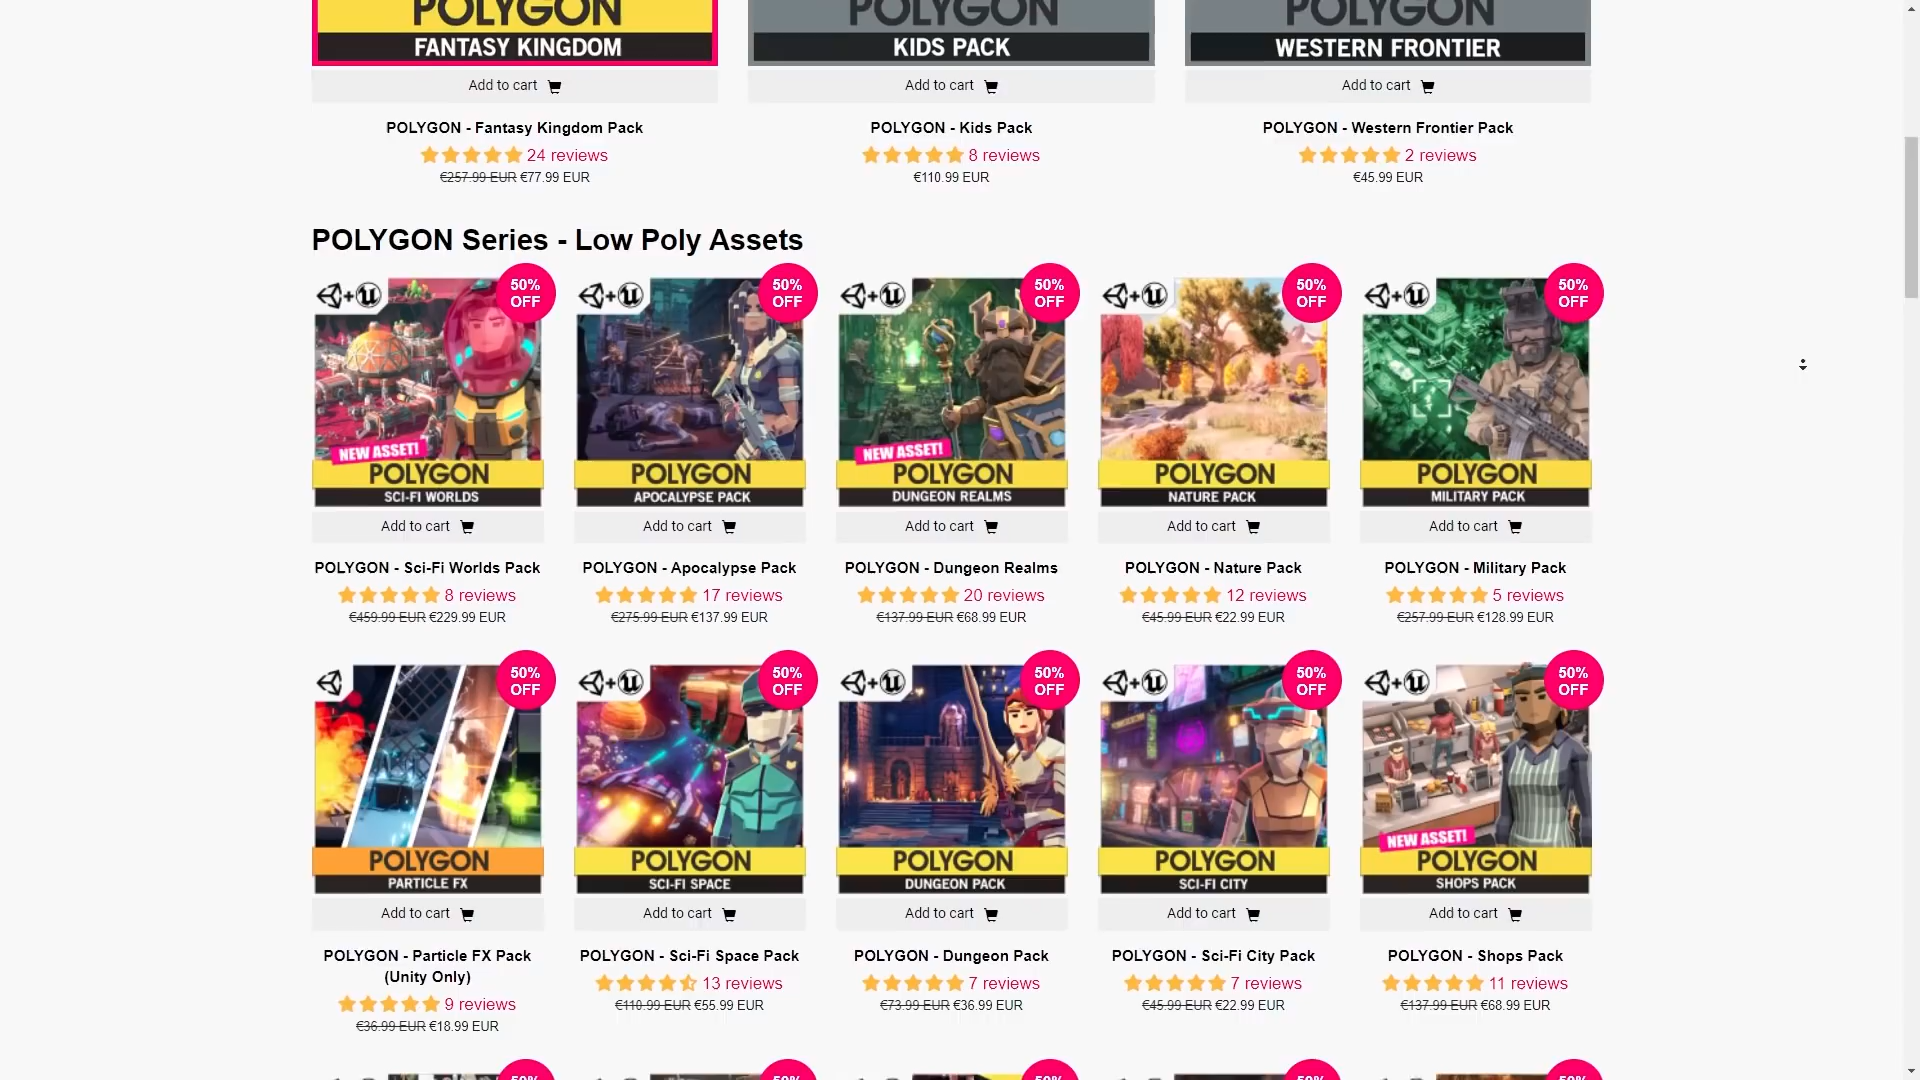 POLYGON POLYGON POLYGON
FANTASY KINGDOM KIDS PACK WESTERN FRONTIER
Add to cart Add to cart Add to cart
POLYGON - Fantasy Kingdom Pack POLYGON - Kids Pack POLYGON - Western Frontier Pack
24 reviews 8 reviews 2 reviews
€257.99 EUR €77.99 EUR €110.99 EUR €45.99 EUR
POLYGON Series - Low Poly Assets
50% OFF 50% OFF 50% OFF 50% OFF 50% OFF
NEW ASSET! NEW ASSET!
POLYGON POLYGON POLYGON POLYGON POLYGON
SCI-FI WORLDS APOCALYPSE PACK DUNGEON REALMS NATURE PACK MILITARY PACK
Add to cart Add to cart Add to cart Add to cart Add to cart
POLYGON - Sci-Fi Worlds Pack POLYGON - Apocalypse Pack POLYGON - Dungeon Realms POLYGON - Nature Pack POLYGON - Military Pack
8 reviews 17 reviews 20 reviews 12 reviews 5 reviews
€459.99 EUR €229.99 EUR €275.99 EUR €137.99 EUR €137.99 EUR €68.99 EUR €45.99 EUR €22.99 EUR €257.99 EUR €128.99 EUR
50% OFF 50% OFF 50% OFF 50% OFF 50% OFF
NEW ASSET!
POLYGON POLYGON POLYGON POLYGON POLYGON
PARTICLE FX SCI-FI SPACE DUNGEON PACK SCI-FI CITY SHOPS PACK
Add to cart Add to cart Add to cart Add to cart Add to cart
POLYGON - Particle FX Pack POLYGON - Sci-Fi Space Pack POLYGON - Dungeon Pack POLYGON - Sci-Fi City Pack POLYGON - Shops Pack
(Unity Only) 13 reviews 7 reviews 7 reviews 11 reviews
9 reviews €110.99 EUR €55.99 EUR €73.99 EUR €36.99 EUR €45.99 EUR €22.99 EUR €137.99 EUR €68.99 EUR
€36.99 EUR €18.99 EUR
50% 50% 50% 50% 50%